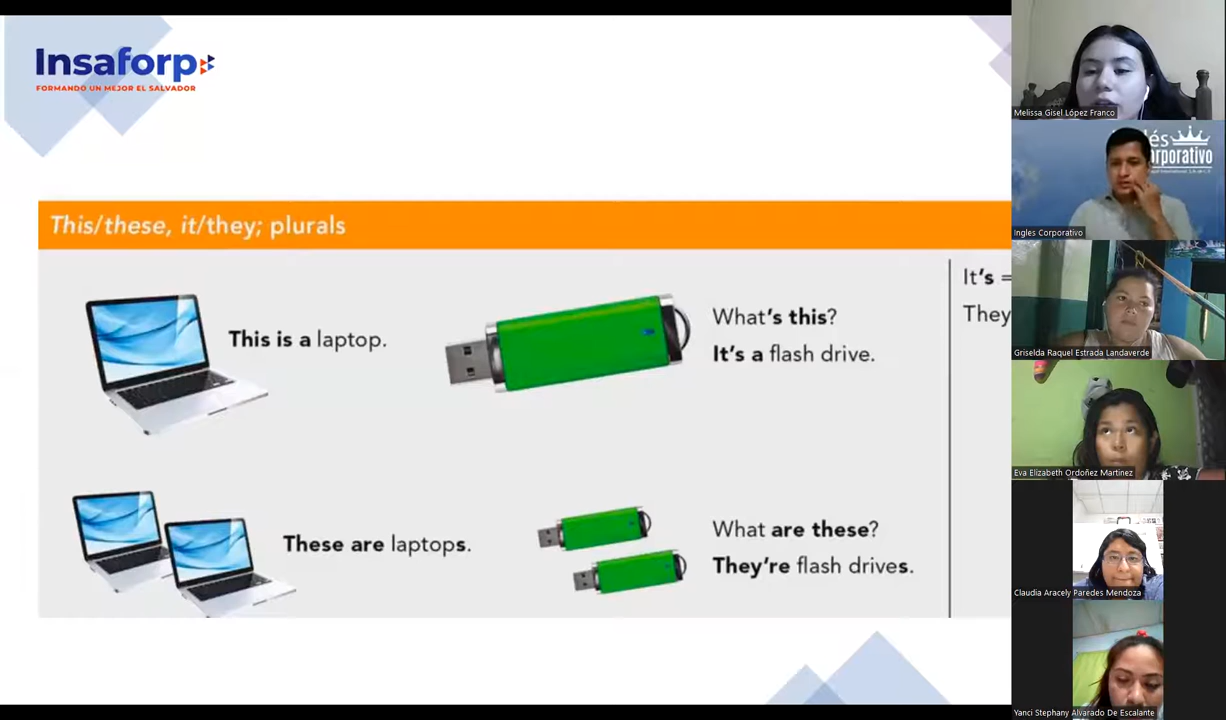 Insaforp
FORMANDO UN MEJOR EL SALVADOR
This/these, it/they; plurals
This is a laptop.
What's this?
It's a flash drive.
It's =
They
These are laptops.
What are these?
They're flash drives.
Melissa Gisel López Franco
Ingles Corporativo
Griselda Raquel Estrada Landaverde
Eva Elizabeth Ordoñez Martinez
Claudia Aracely Paredes Mendoza
Yanci Stephany Alvarado De Escalante